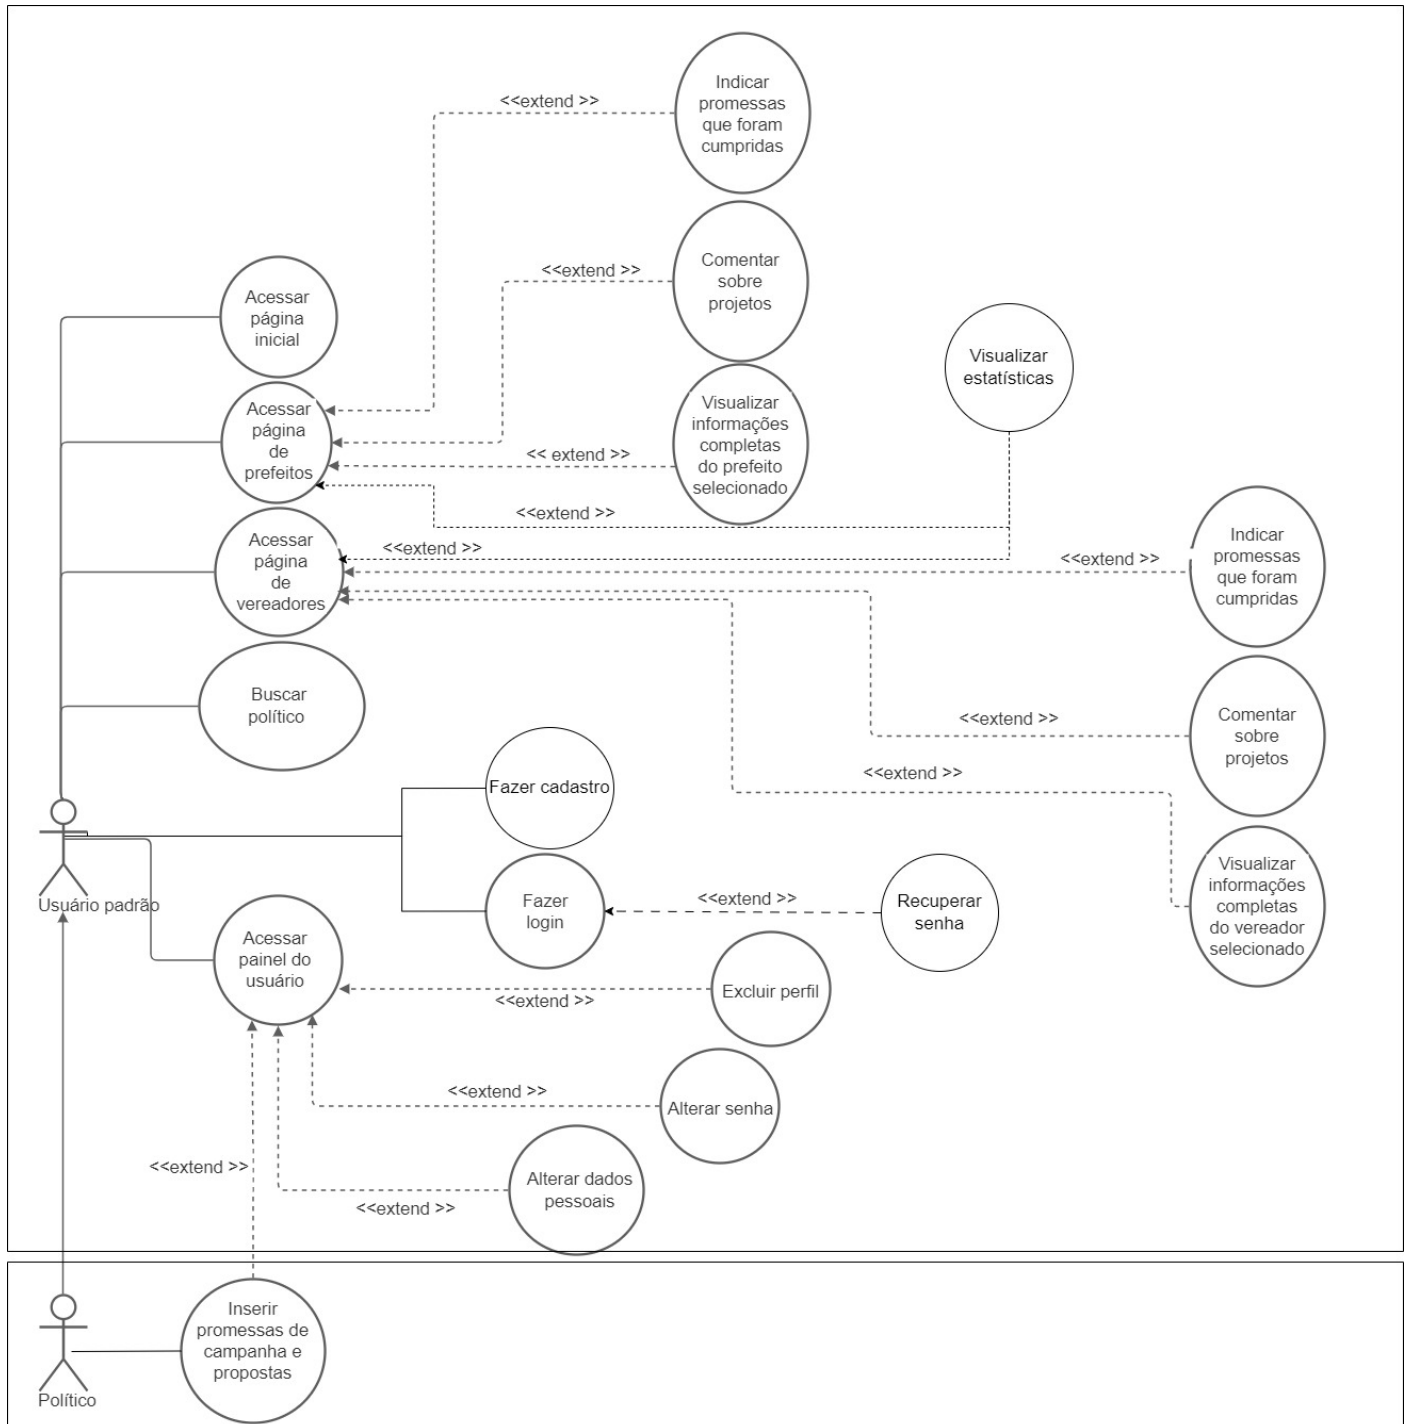 Indicar
promessas
que foram
cumpridas
<<extend >>
Comentar
sobre
projetos
<<extend >>
Acessar
página
inicial
Visualizar
estatísticas
Acessar
página
de
prefeitos
Visualizar
informações
completas
do prefeito
selecionado
<< extend >>
<<extend >>
Acessar
página
de
vereadores
<<extend >>
<<extend >>
Indicar
promessas
que foram
cumpridas
Buscar
político
<<extend >>
Comentar
sobre
projetos
<<extend >>
Fazer cadastro
Visualizar
informações
completas
do vereador
selecionado
Usuário padrão
Fazer
login
<<extend >>
Recuperar
senha
Acessar
painel do
usuário
<<extend >>
Excluir perfil
<<extend >>
Alterar senha
<<extend >>
Alterar dados
pessoais
<<extend >>
Inserir
promessas de
campanha e
propostas
Político